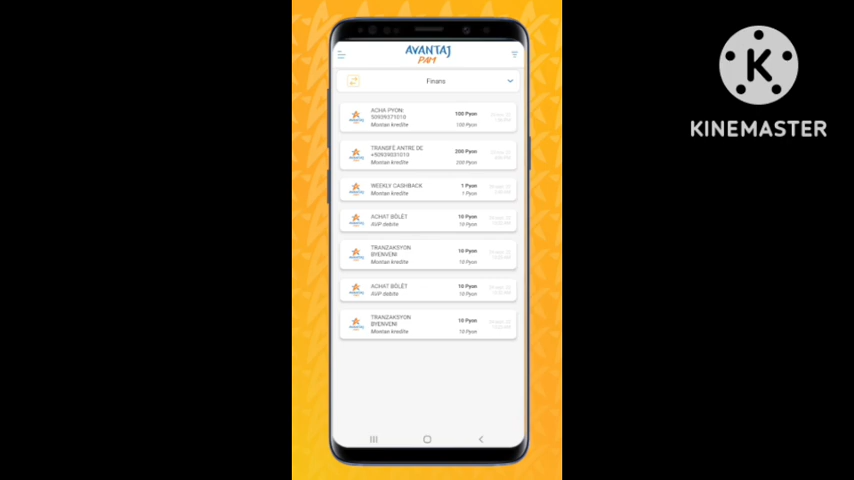 AVANTAJ
PAM
KINEMASTER
Finans
ACHA PYON:
50939371010
100 Pyon
Montan kredite
100 Pyon
TRANSFÈ ANTRE DE
+50939031010
200 Pyon
Montan kredite
200 Pyon
WEEKLY CASHBACK
1 Pyon
Montan kredite
1 Pyon
ACHAT BÒLÈT
10 Pyon
AVP debite
10 Pyon
TRANZAKSYON
BYENVENI
10 Pyon
Montan kredite
10 Pyon
ACHAT BÒLÈT
10 Pyon
AVP debite
10 Pyon
TRANZAKSYON
BYENVENI
10 Pyon
Montan kredite
10 Pyon